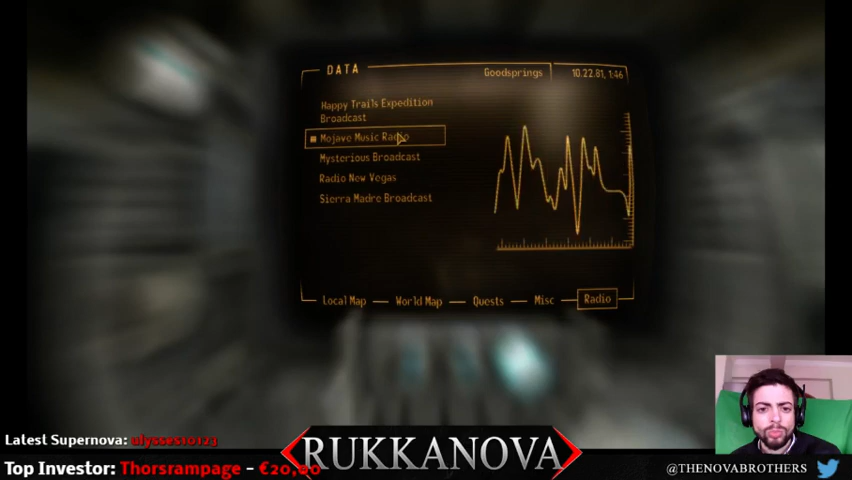 DATA
Goodsprings
10.22.81, 1:46
Happy Trails Expedition
Broadcast
Mojave Music Radio
Mysterious Broadcast
Radio New Vegas
Sierra Madre Broadcast
Local Map
World Map
Quests
Misc
Radio
Latest Supernova: ulysses10123
Top Investor: Thorsrampage - €20,00
RUKKANOVA
@THENOVABROTHERS